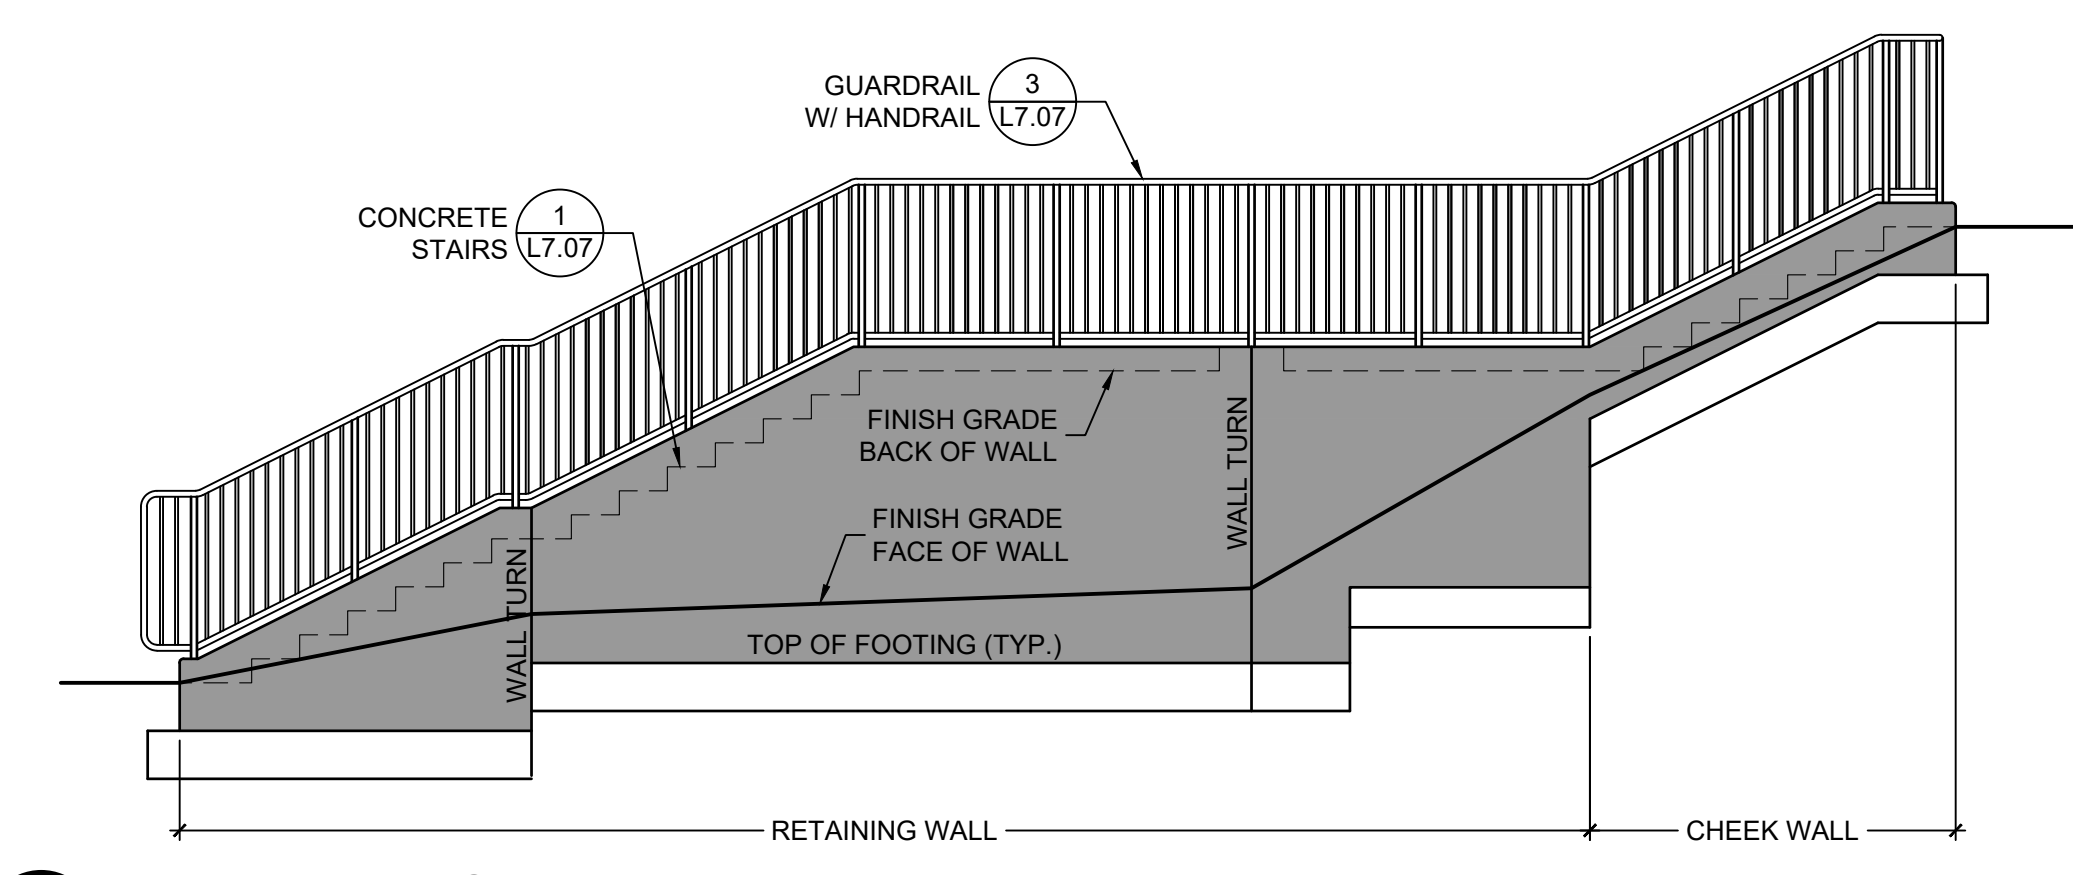 GUARDRAIL
W/ HANDRAIL
3
L7.07
CONCRETE
STAIRS
1
L7.07
FINISH GRADE
BACK OF WALL
WALL TURN
FINISH GRADE
FACE OF WALL
WALL TURN
TOP OF FOOTING (TYP.)
RETAINING WALL
CHEEK WALL